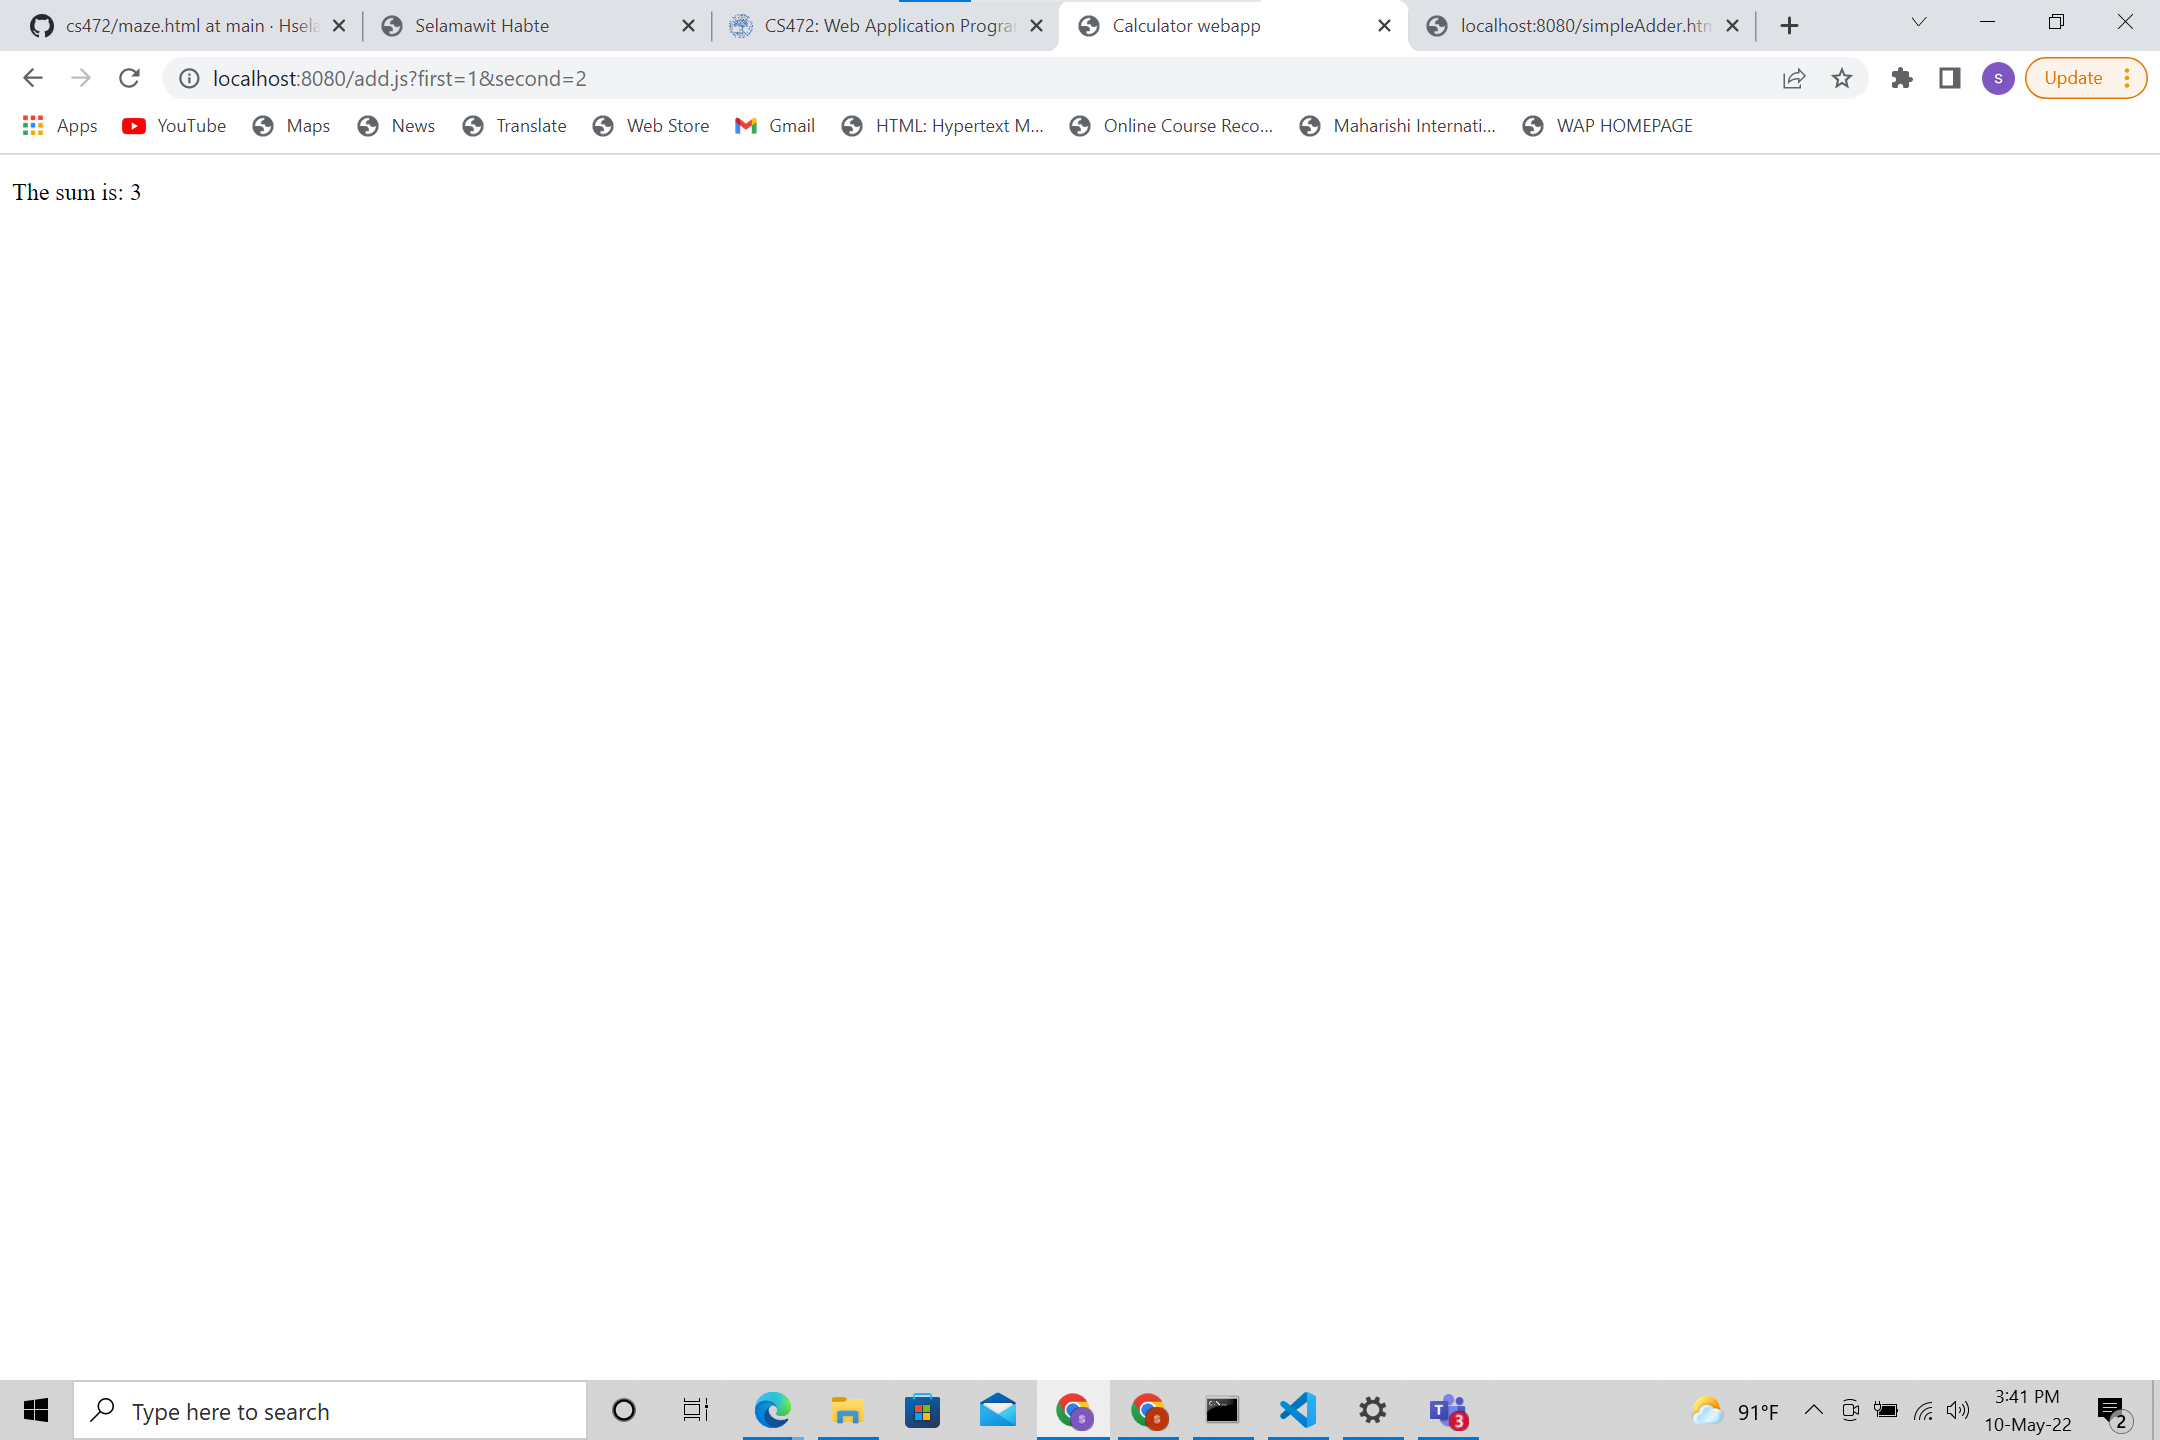 cs472/maze.html at main · Hsela
Selamawit Habte
CS472: Web Application Progra
Calculator webapp
localhost:8080/simpleAdder.htm
localhost:8080/add.js?first=1&second=2
s
Update
Apps
YouTube
Maps
News
Translate
Web Store
Gmail
HTML: Hypertext M...
Online Course Reco...
Maharishi Internati...
WAP HOMEPAGE
The sum is: 3
Type here to search
s
s
3
91°F
3:41 PM
10-May-22
2